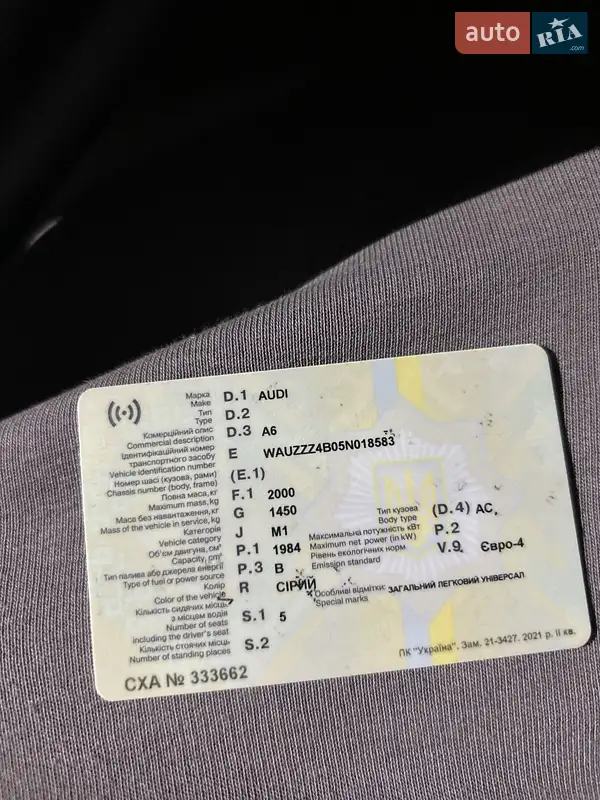 auto RIA.com
Марка
Make
D.1 AUDI
Тип
Type
D.2
Комерційний опис
Commercial description
D.3 A6
Ідентифікаційний номер
транспортного засобу
Vehicle identification number
E WAUZZZ4B05N018583
Номер шасі (кузова, рами)
Chassis number (body, frame)
(E.1)
Повна маса, кг
Maximum mass, kg
F.1 2000
Маса без навантаження, кг
Mass of the vehicle in service, kg
G 1450
Категорія
Vehicle category
J M1
Тип кузова
Body type
(D.4) АС,
Об'єм двигуна, см³
Capacity, cm³
P.1 1984
Максимальна потужність кВт
Maximum net power (in kW)
P.2
Тип палива або джерела енергії
Type of fuel or power source
P.3 B
Рівень екологічних норм
Emission standard
V.9. Євро-4
Колір
Color of the vehicle
R СІРИЙ
Особливі відмітки:
Special marks
ЗАГАЛЬНИЙ ЛЕГКОВИЙ УНІВЕРСАЛ
Кількість сидячих місць
з місцем водія
Number of seats
including the driver's seat
S.1 5
Кількість стоячих місць
Number of standing places
S.2
СХА № 333662
ПК "Україна". Зам. 21-3427. 2021 р. II кв.